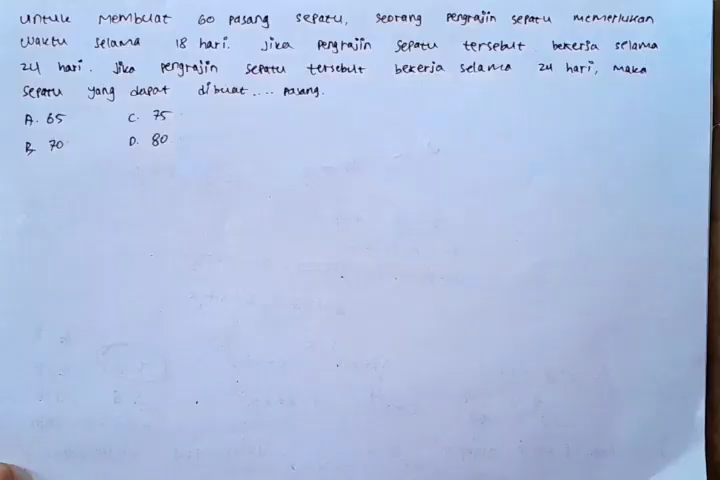 untuk membuat 60 pasang sepatu, seorang pengrajin sepatu memerlukan
waktu selama 18 hari. Jika pengrajin sepatu tersebut bekerja selama
24 hari. Jika pengrajin sepatu tersebut bekerja selama 24 hari, maka
sepatu yang dapat dibuat.... pasang.
A. 65 C. 75
B. 70 D. 80